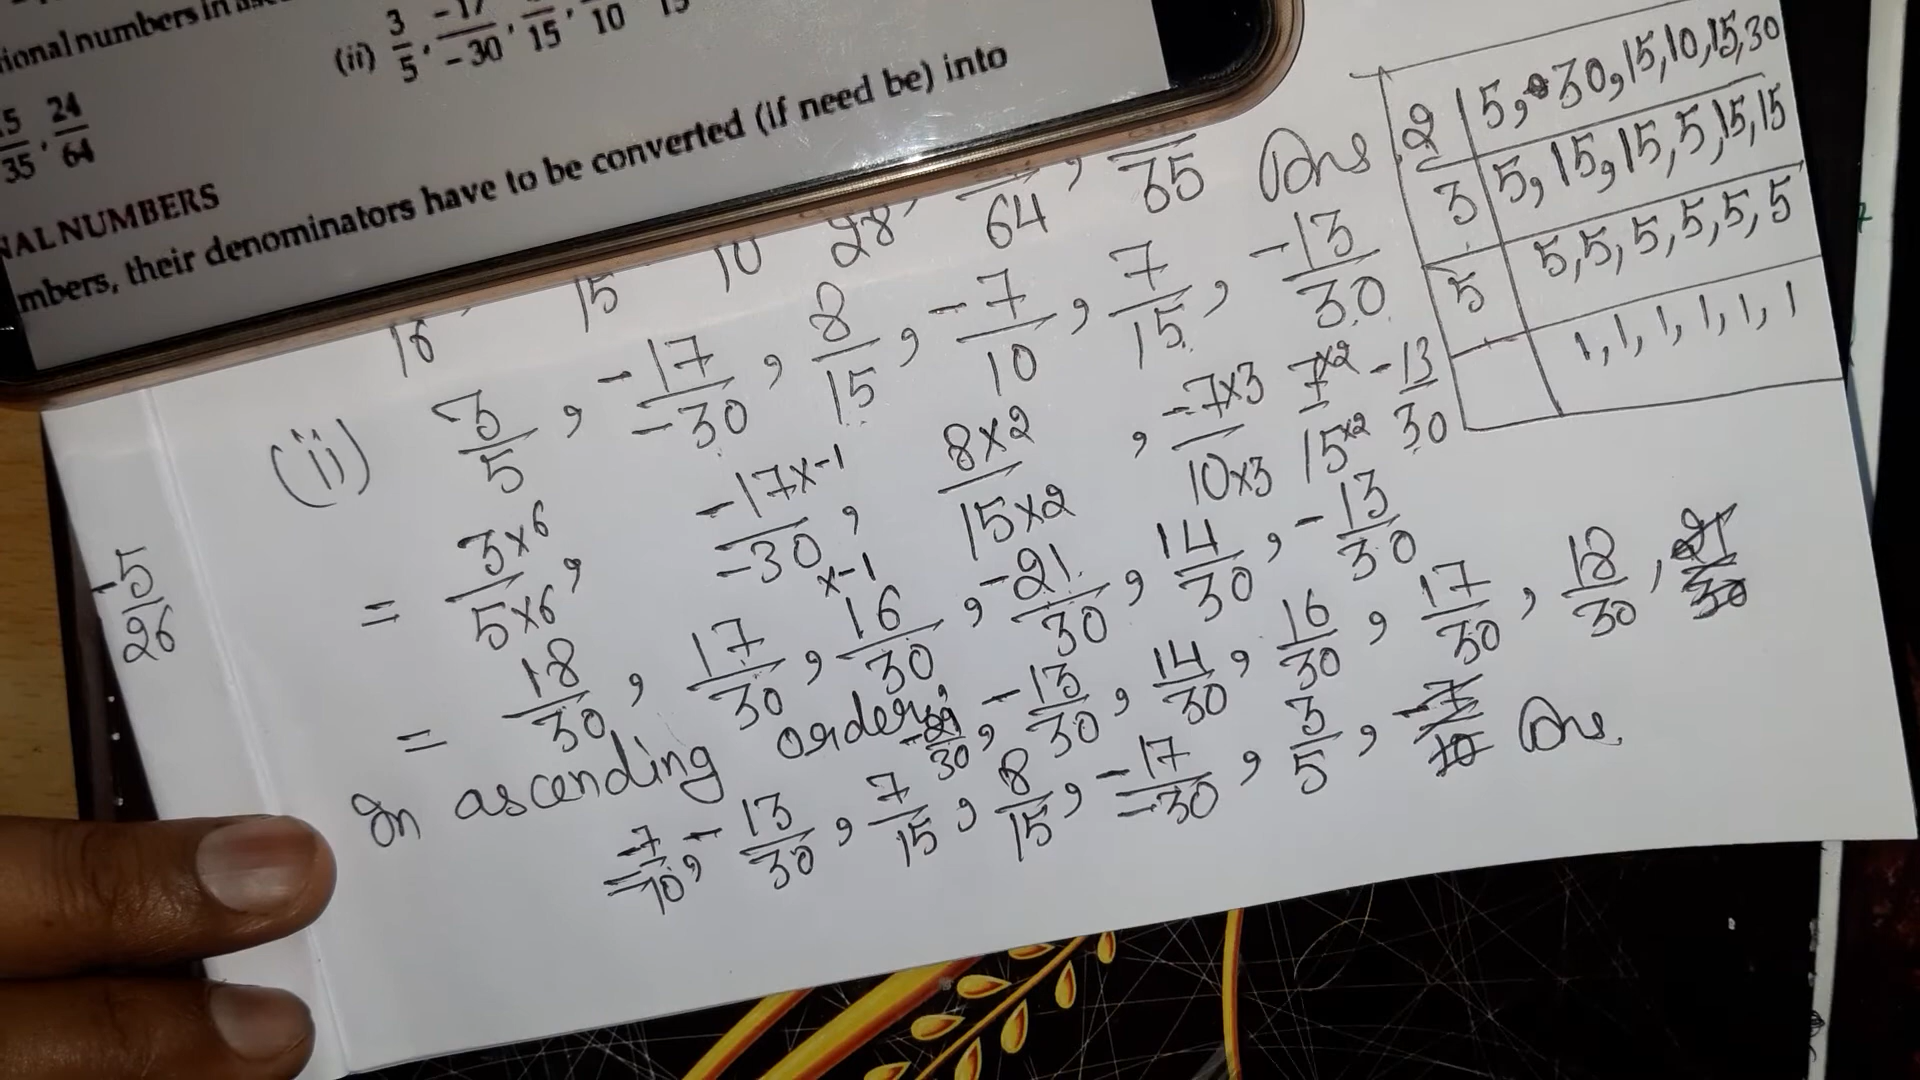 ional numbers in
(ii) 3/5, -17/-30, /15, /10 15
/35, 24/64
NAL NUMBERS
mbers, their denominators have to be converted (if need be) into
16 15 10 28, /64, /35 Ans
(ii) 3/5, -17/-30, 8/15, -7/10, 7/15, -13/30
= 3×6/5×6, -17×-1/-30×-1, 8×2/15×2, -7×3/10×3 7×2/15×2 -13/30
= 18/30, 17/30, 16/30, -21/30, 14/30, -13/30
In ascending order, -21/30, -13/30, 14/30, 16/30, 17/30, 18/30,
-7/10, -13/30, 7/15, 8/15, -17/-30, 3/5, Ans.
2 | 5, 30, 15, 10, 15, 30
3 | 5, 15, 15, 5, 15, 15
5 | 5, 5, 5, 5, 5, 5
1, 1, 1, 1, 1, 1
-5/26